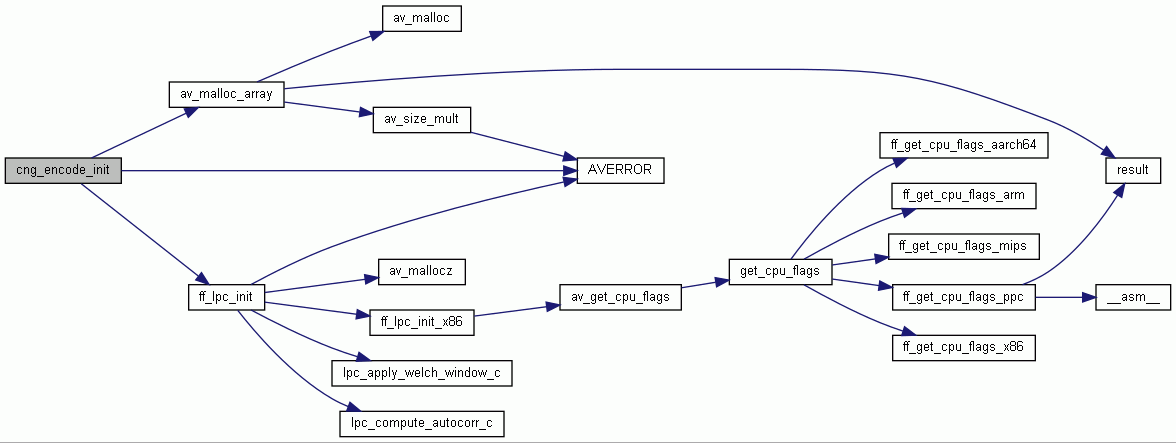 av_malloc
av_malloc_array
av_size_mult
ff_get_cpu_flags_aarch64
cng_encode_init
AVERROR
result
ff_get_cpu_flags_arm
ff_get_cpu_flags_mips
av_mallocz
get_cpu_flags
ff_lpc_init
av_get_cpu_flags
ff_get_cpu_flags_ppc
__asm__
ff_lpc_init_x86
ff_get_cpu_flags_x86
lpc_apply_welch_window_c
lpc_compute_autocorr_c